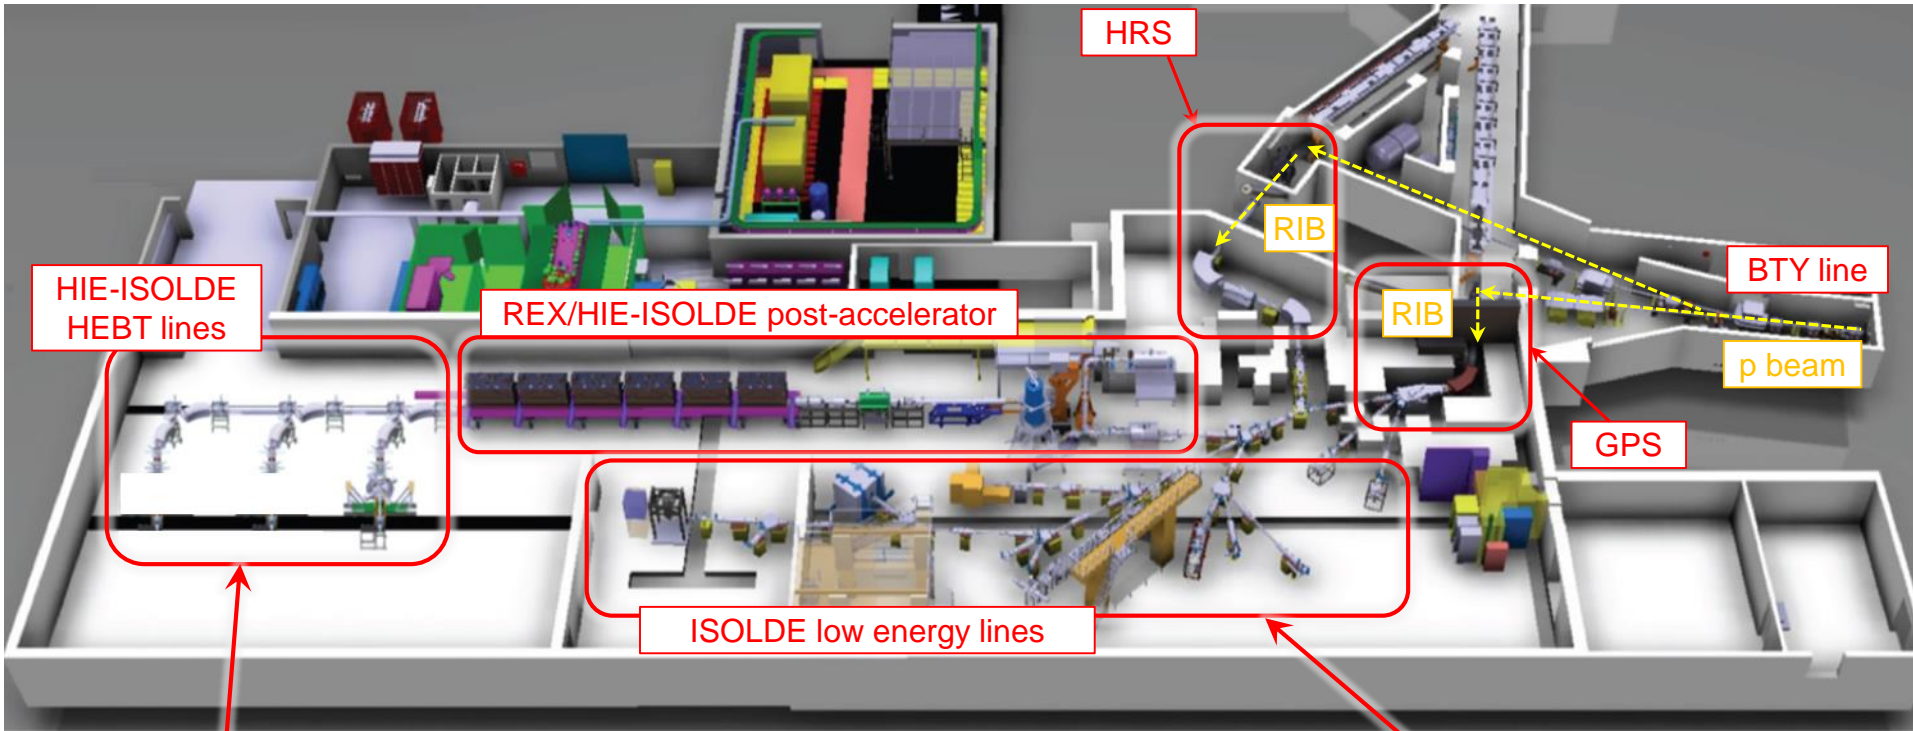 HRS
RIB
BTY line
HIE-ISOLDE
HEBT lines
REX/HIE-ISOLDE post-accelerator
RIB
p beam
GPS
ISOLDE low energy lines